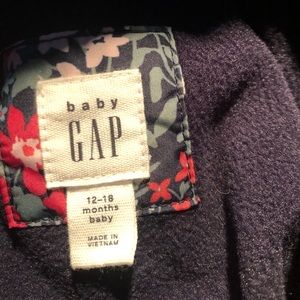 baby
GAP
12-18
months
baby
MADE IN
VIETNAM